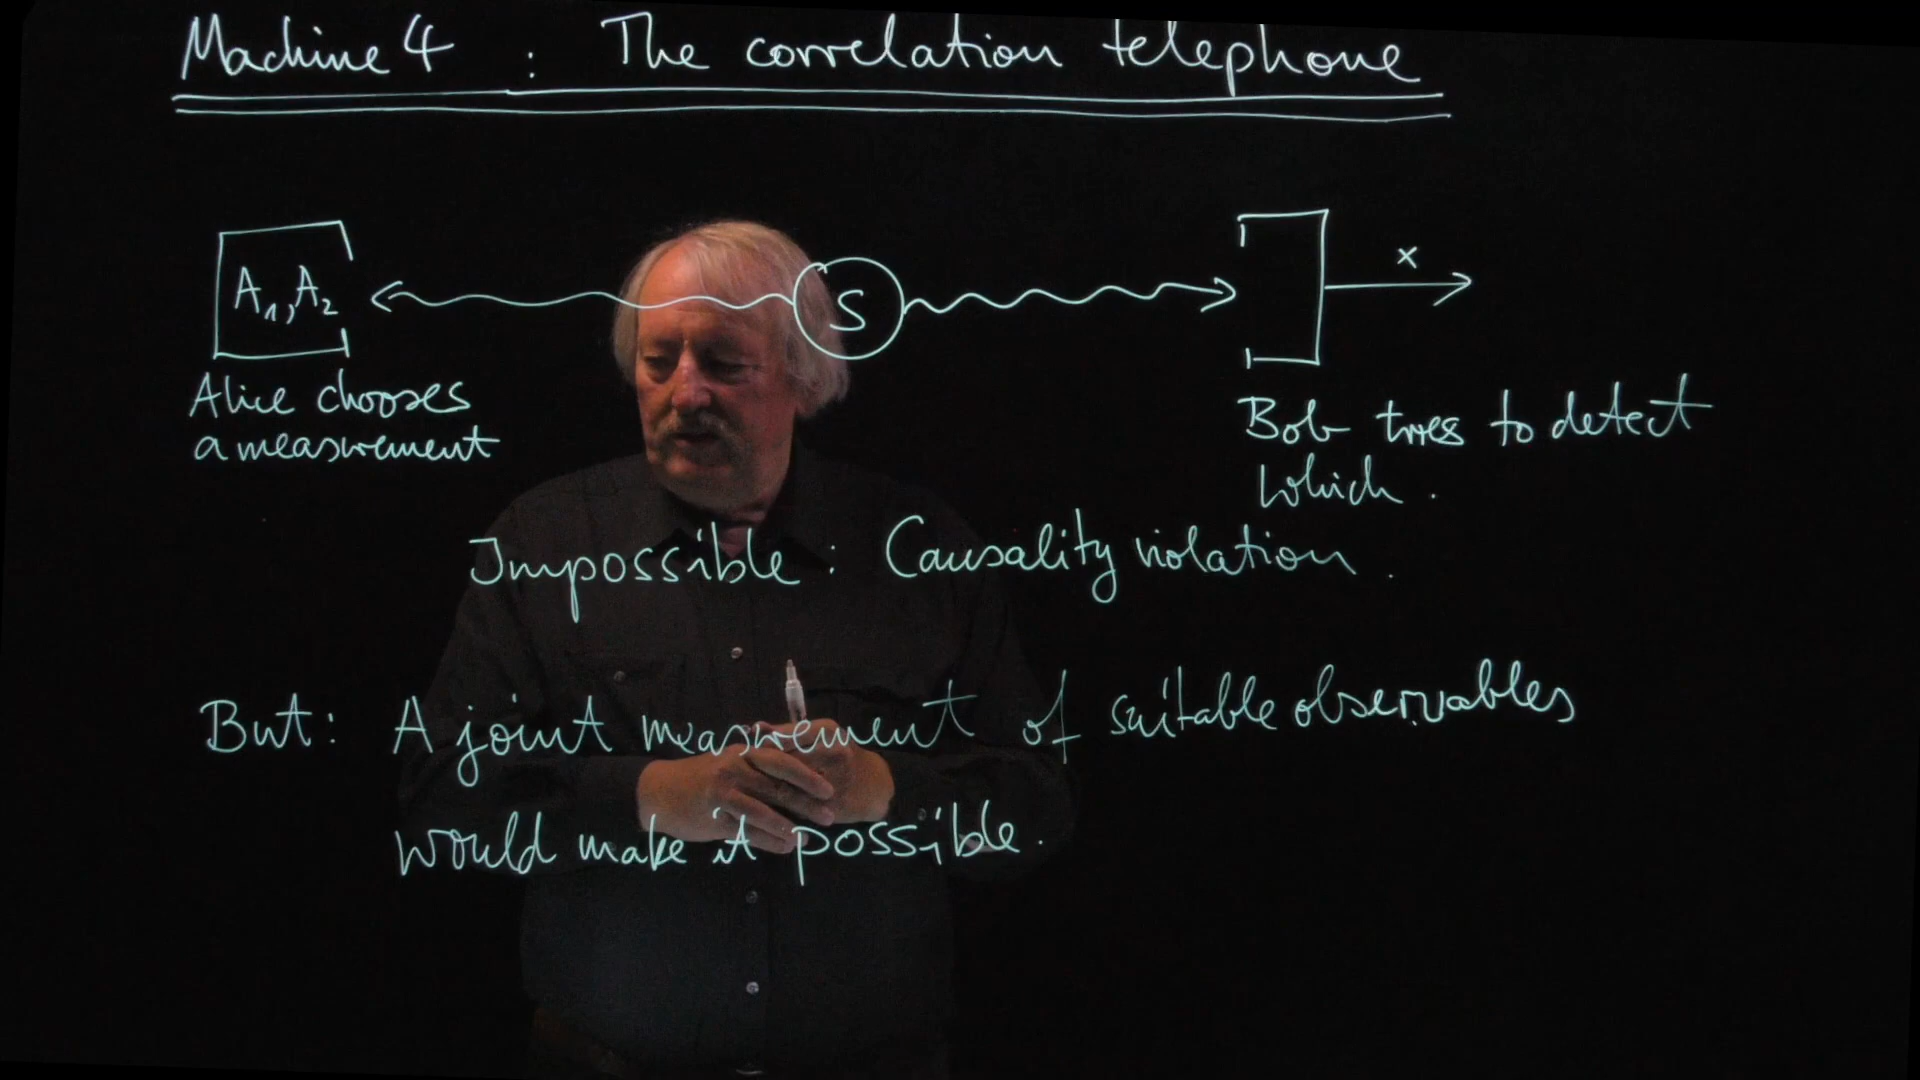 Machine 4 : The correlation telephone
A₁, A₂
S
x
Alice chooses
a measurement
Bob tries to detect
which.
Impossible : Causality violation.
But: A joint measurement of suitable observables
would make it possible.